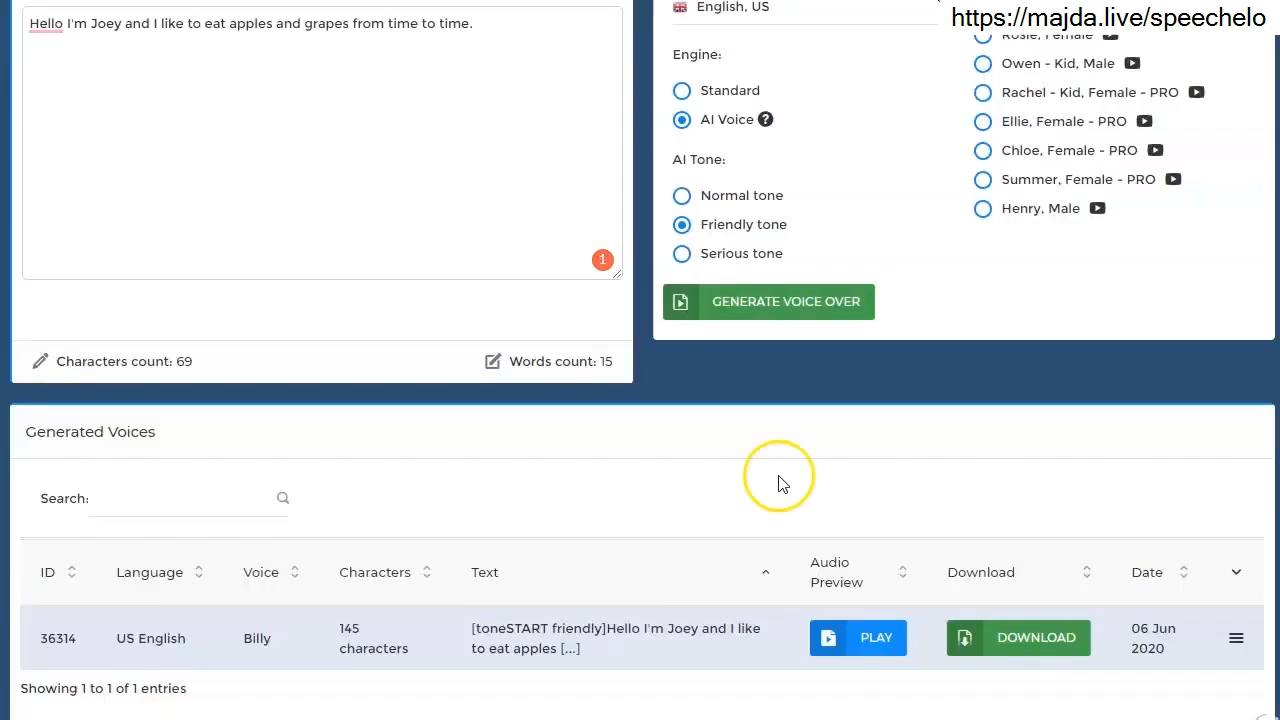 https://majda.live/speechelo
Hello I'm Joey and I like to eat apples and grapes from time to time.
1
Characters count: 69
Words count: 15
English, US
Engine:
Standard
AI Voice ?
AI Tone:
Normal tone
Friendly tone
Serious tone
GENERATE VOICE OVER
Rosie, Female
Owen - Kid, Male
Rachel - Kid, Female - PRO
Ellie, Female - PRO
Chloe, Female - PRO
Summer, Female - PRO
Henry, Male
Generated Voices
Search:
ID Language Voice Characters Text Audio Preview Download Date
36314 US English Billy 145 characters [toneSTART friendly]Hello I'm Joey and I like to eat apples [...] PLAY DOWNLOAD 06 Jun 2020
Showing 1 to 1 of 1 entries